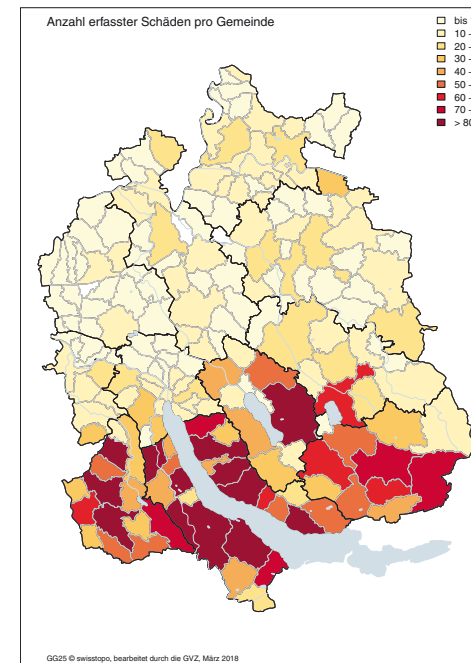 Anzahl erfasster Schäden pro Gemeinde
bis
10 -
20 -
30 -
40 -
50 -
60 -
70 -
> 80
GG25 © swisstopo, bearbeitet durch die GVZ, März 2018